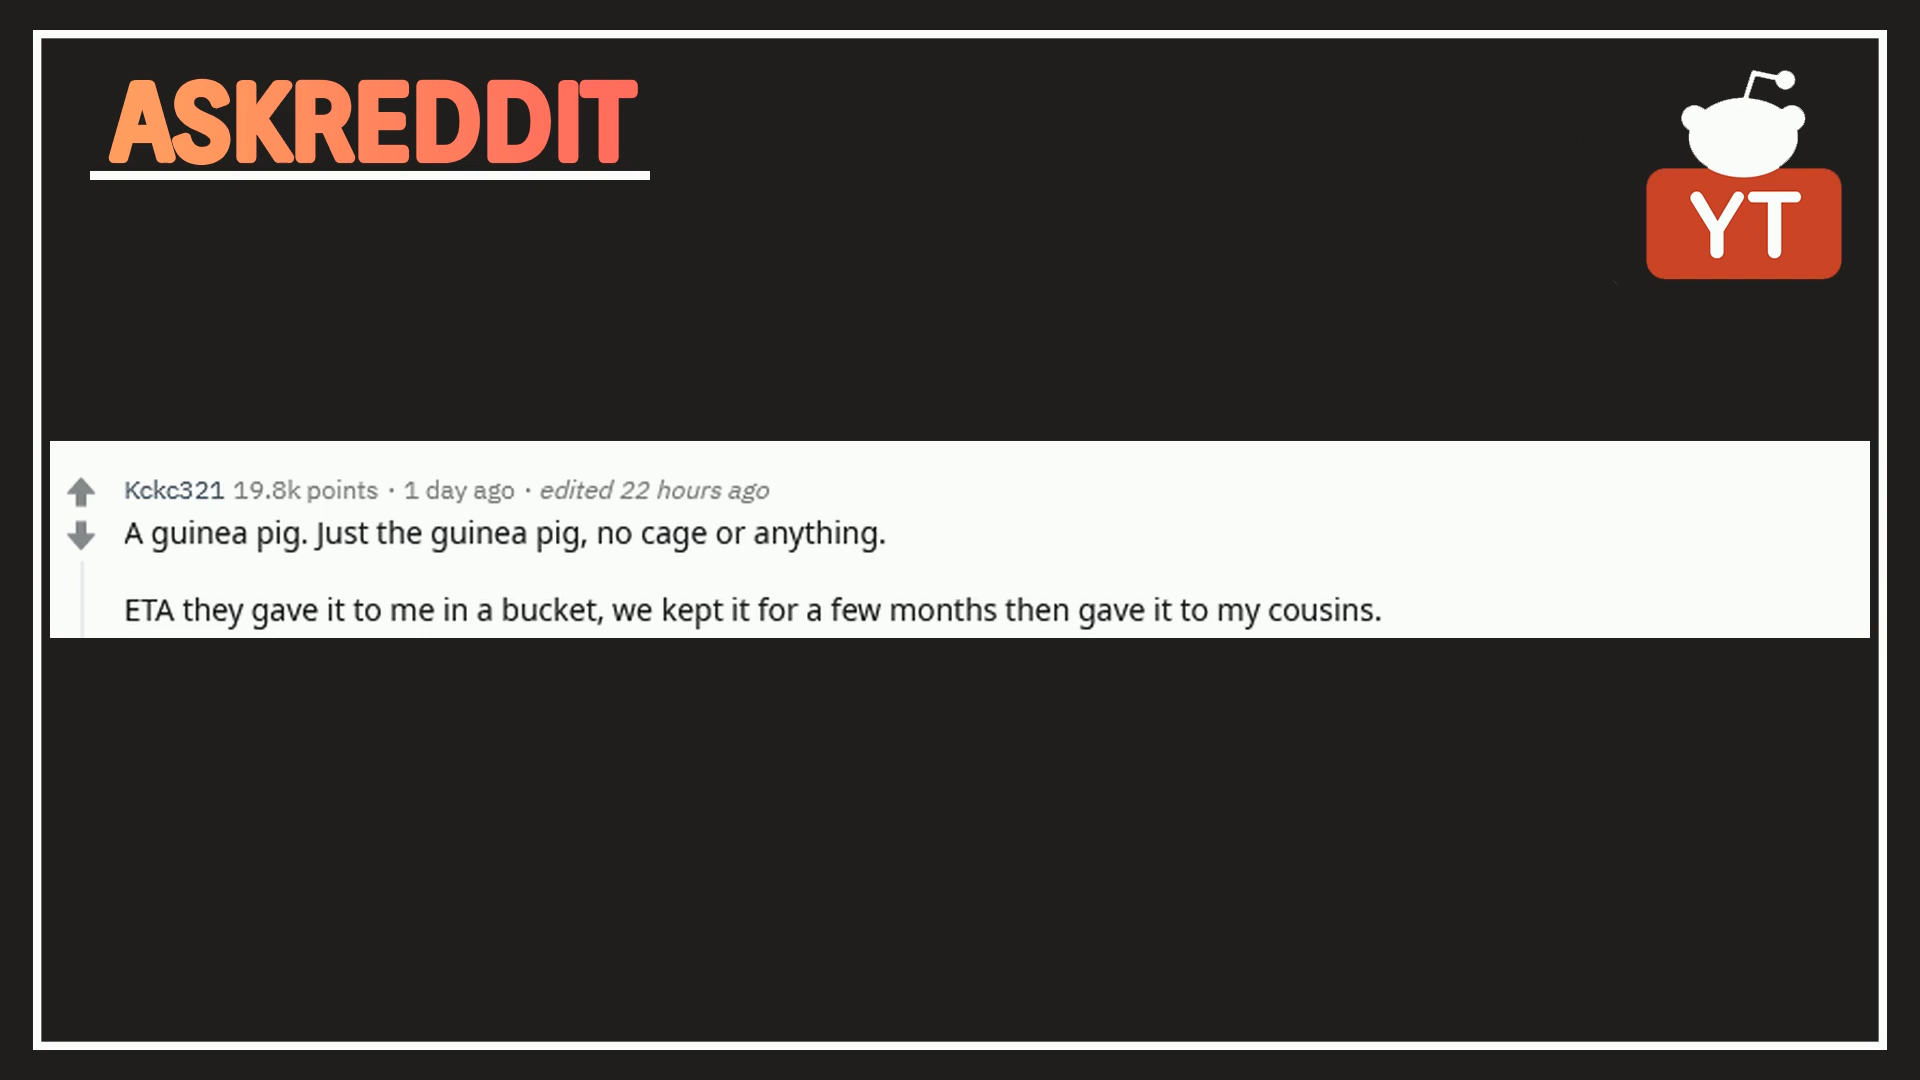 ASKREDDIT
YT
Kckc321 19.8k points · 1 day ago · edited 22 hours ago
A guinea pig. Just the guinea pig, no cage or anything.
ETA they gave it to me in a bucket, we kept it for a few months then gave it to my cousins.